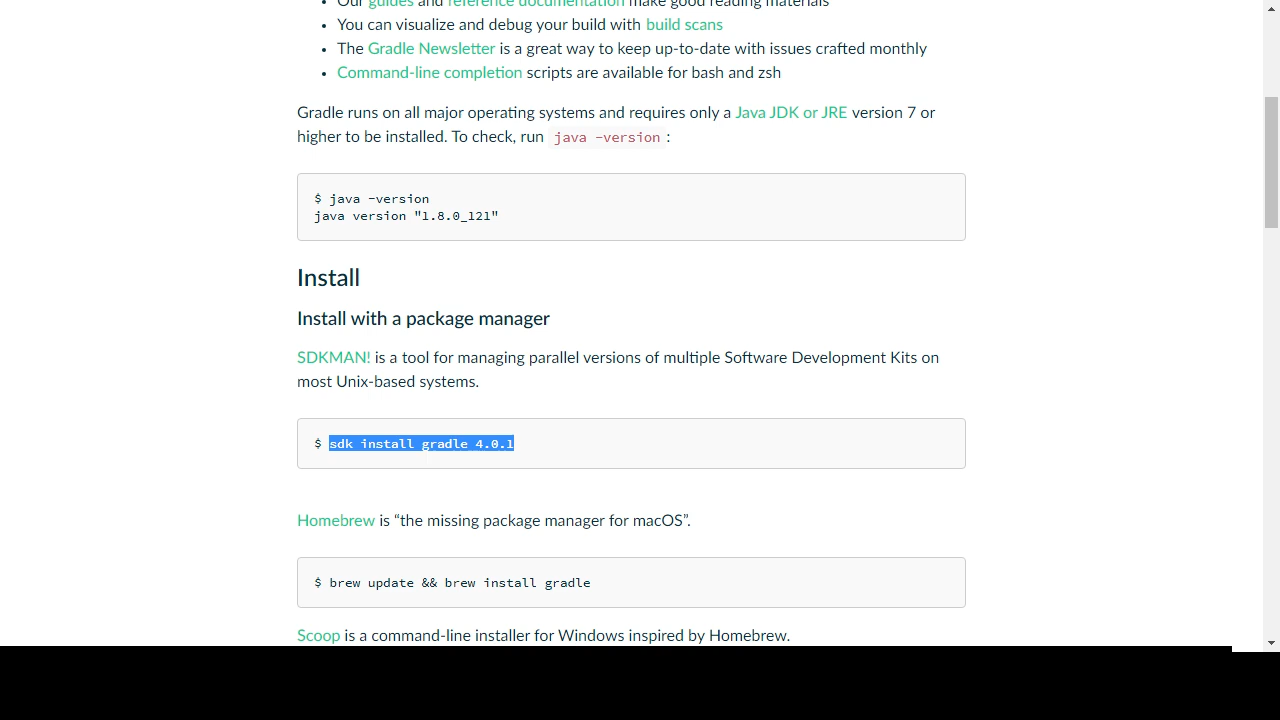 • Our guides and reference documentation make good reading materials
• You can visualize and debug your build with build scans
• The Gradle Newsletter is a great way to keep up-to-date with issues crafted monthly
• Command-line completion scripts are available for bash and zsh
Gradle runs on all major operating systems and requires only a Java JDK or JRE version 7 or
higher to be installed. To check, run java -version :
$ java -version
java version "1.8.0_121"
Install
Install with a package manager
SDKMAN! is a tool for managing parallel versions of multiple Software Development Kits on
most Unix-based systems.
$ sdk install gradle 4.0.1
Homebrew is “the missing package manager for macOS”.
$ brew update && brew install gradle
Scoop is a command-line installer for Windows inspired by Homebrew.